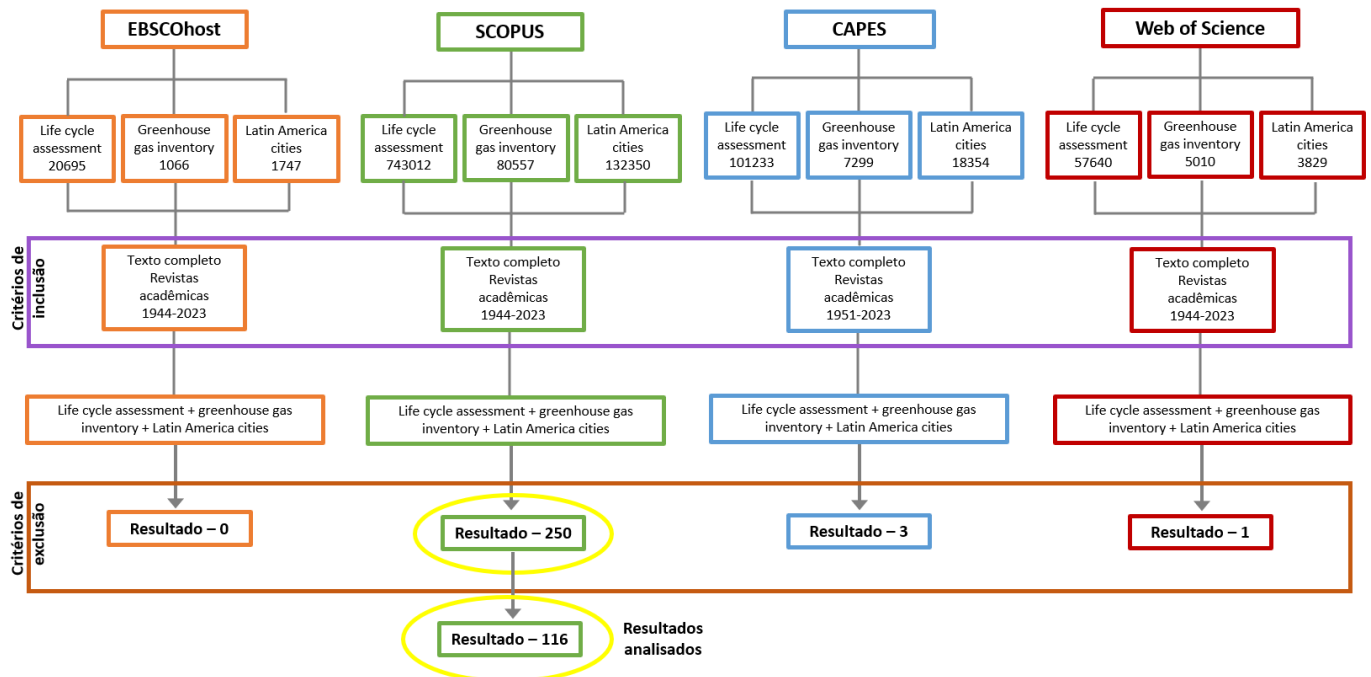 EBSCOhost
SCOPUS
CAPES
Web of Science
Life cycle
assessment
20695
Greenhouse
gas inventory
1066
Latin America
cities
1747
Life cycle
assessment
743012
Greenhouse
gas inventory
80557
Latin America
cities
132350
Life cycle
assessment
101233
Greenhouse
gas inventory
7299
Latin America
cities
18354
Life cycle
assessment
57640
Greenhouse
gas inventory
5010
Latin America
cities
3829
Critérios de
inclusão
Texto completo
Revistas
acadêmicas
1944-2023
Texto completo
Revistas
acadêmicas
1944-2023
Texto completo
Revistas
acadêmicas
1951-2023
Texto completo
Revistas
acadêmicas
1944-2023
Life cycle assessment + greenhouse gas
inventory + Latin America cities
Life cycle assessment + greenhouse gas
inventory + Latin America cities
Life cycle assessment + greenhouse gas
inventory + Latin America cities
Life cycle assessment + greenhouse gas
inventory + Latin America cities
Critérios de
exclusão
Resultado – 0
Resultado – 250
Resultado – 3
Resultado – 1
Resultado – 116
Resultados
analisados